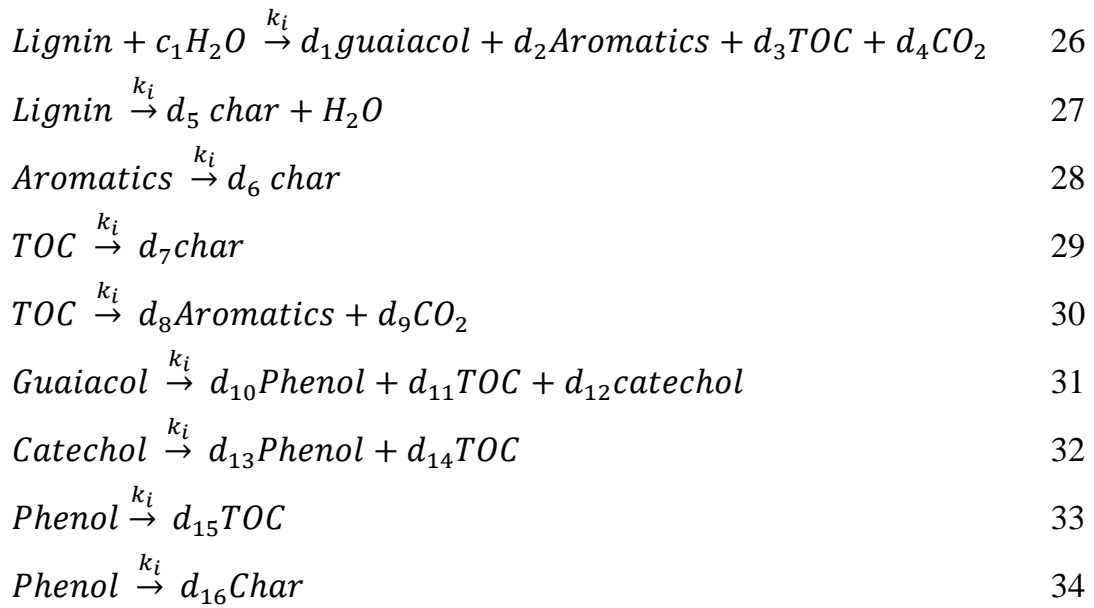 Lignin + c₁H₂O →ᵏⁱ d₁guaiacol + d₂Aromatics + d₃TOC + d₄CO₂ 26
Lignin →ᵏⁱ d₅ char + H₂O 27
Aromatics →ᵏⁱ d₆ char 28
TOC →ᵏⁱ d₇char 29
TOC →ᵏⁱ d₈Aromatics + d₉CO₂ 30
Guaiacol →ᵏⁱ d₁₀Phenol + d₁₁TOC + d₁₂catechol 31
Catechol →ᵏⁱ d₁₃Phenol + d₁₄TOC 32
Phenol →ᵏⁱ d₁₅TOC 33
Phenol →ᵏⁱ d₁₆Char 34